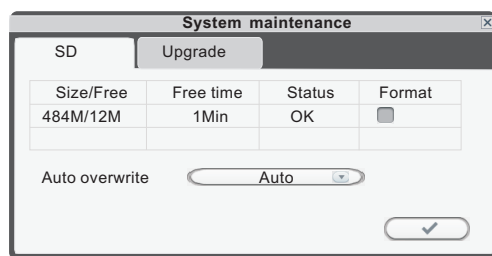 System maintenance
SD Upgrade
Size/Free Free time Status Format
484M/12M 1Min OK
Auto overwrite Auto